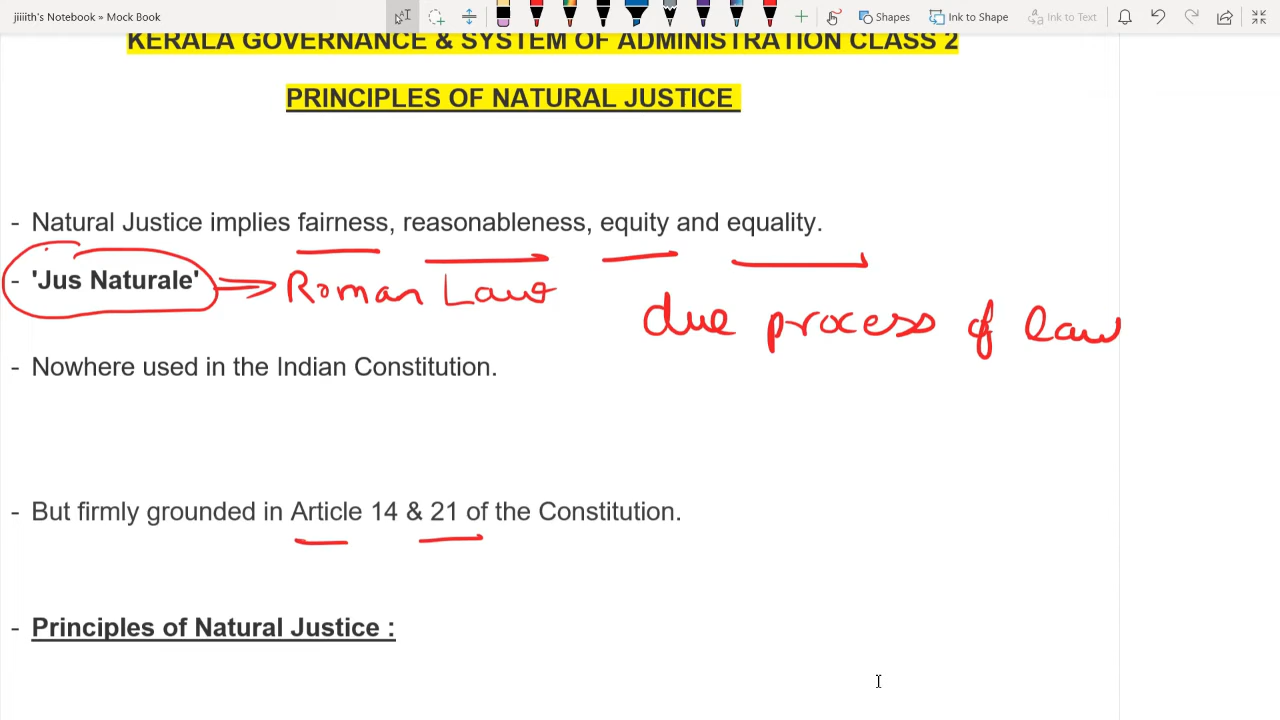 jiiiith's Notebook » Mock Book
Shapes
Ink to Shape
Ink to Text
KERALA GOVERNANCE & SYSTEM OF ADMINISTRATION CLASS 2
PRINCIPLES OF NATURAL JUSTICE
- Natural Justice implies fairness, reasonableness, equity and equality.
- 'Jus Naturale' Roman Law
due process of law
- Nowhere used in the Indian Constitution.
- But firmly grounded in Article 14 & 21 of the Constitution.
- Principles of Natural Justice :